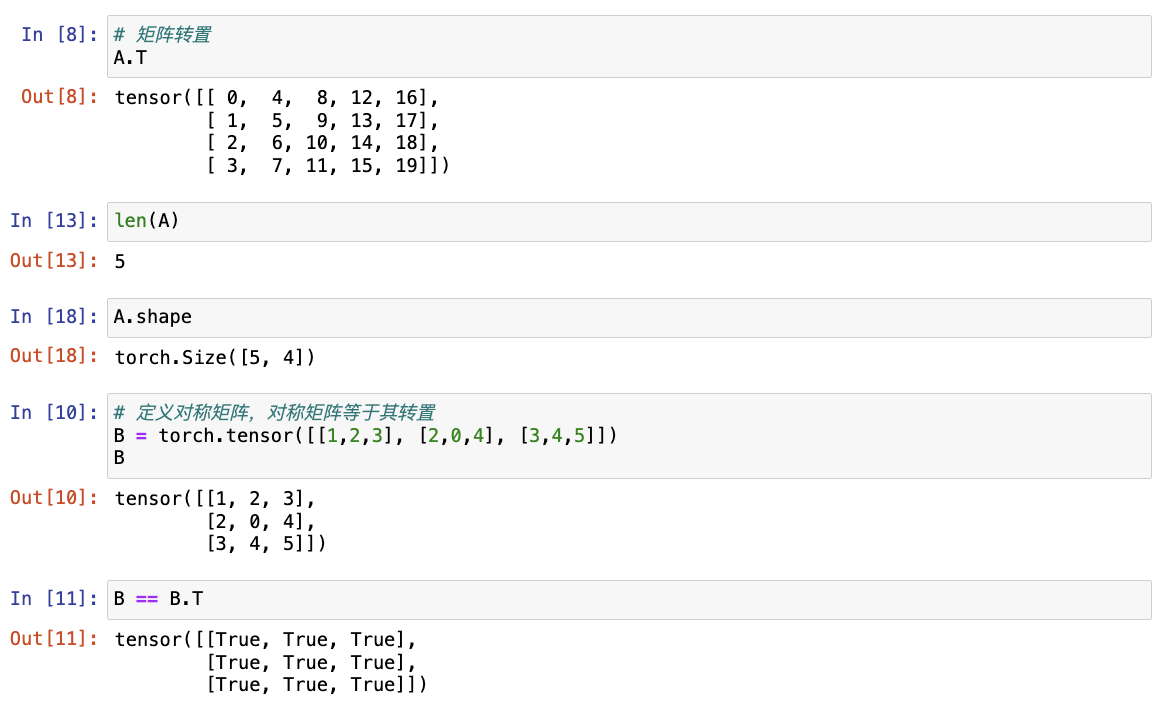 In [8]: # 矩阵转置
A.T
Out[8]: tensor([[ 0,  4,  8, 12, 16],
        [ 1,  5,  9, 13, 17],
        [ 2,  6, 10, 14, 18],
        [ 3,  7, 11, 15, 19]])
In [13]: len(A)
Out[13]: 5
In [18]: A.shape
Out[18]: torch.Size([5, 4])
In [10]: # 定义对称矩阵，对称矩阵等于其转置
B = torch.tensor([[1,2,3], [2,0,4], [3,4,5]])
B
Out[10]: tensor([[1, 2, 3],
        [2, 0, 4],
        [3, 4, 5]])
In [11]: B == B.T
Out[11]: tensor([[True, True, True],
        [True, True, True],
        [True, True, True]])